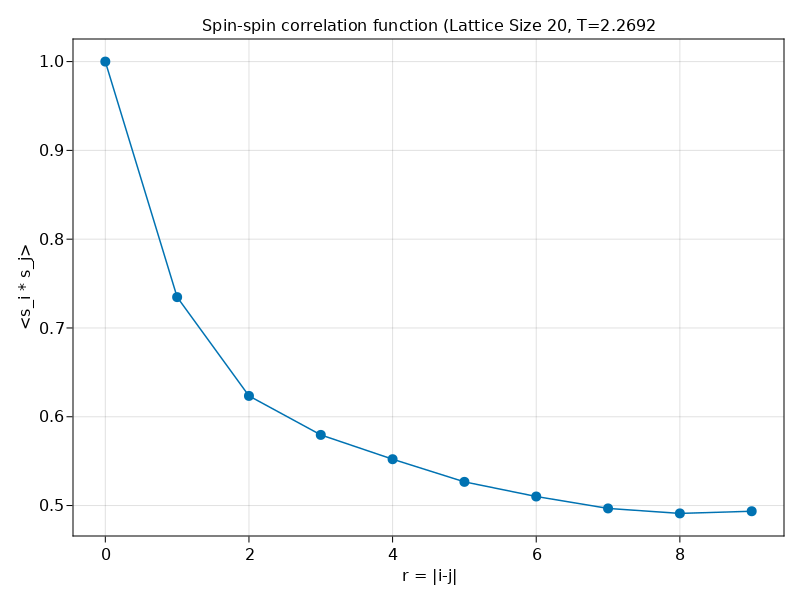 Spin-spin correlation function (Lattice Size 20, T=2.2692
1.0
0.9
0.8
0.7
0.6
0.5
<s_i * s_j>
0 2 4 6 8
r = |i-j|